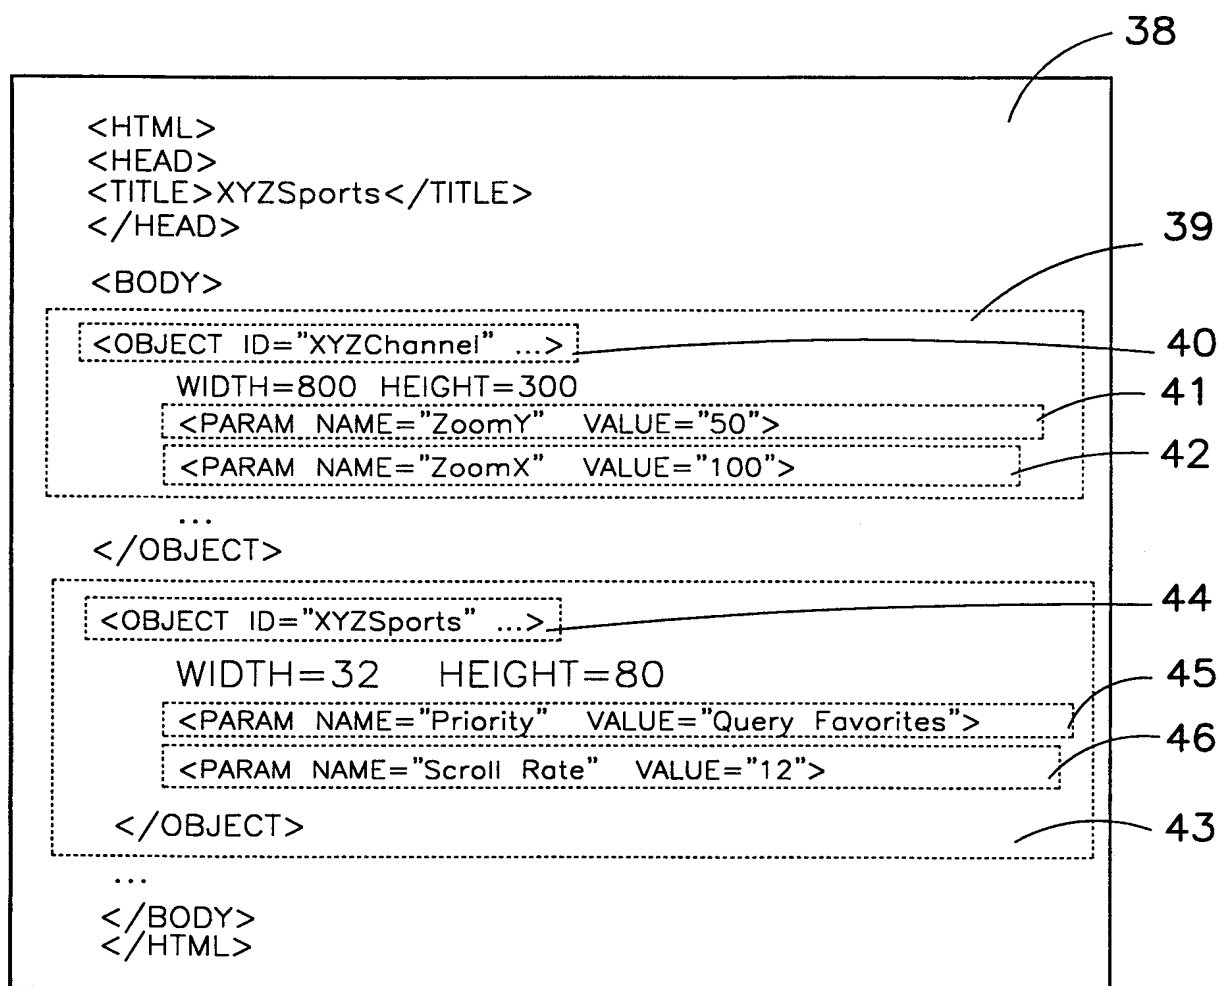 38
<HTML>
<HEAD>
<TITLE>XYZSports</TITLE>
</HEAD>
39
<BODY>
<OBJECT ID="XYZChannel" ...>
40
WIDTH=800 HEIGHT=300
41
<PARAM NAME="ZoomY" VALUE="50">
42
<PARAM NAME="ZoomX" VALUE="100">
...
</OBJECT>
44
<OBJECT ID="XYZSports" ...>
WIDTH=32 HEIGHT=80
45
<PARAM NAME="Priority" VALUE="Query Favorites">
46
<PARAM NAME="Scroll Rate" VALUE="12">
</OBJECT>
43
...
</BODY>
</HTML>